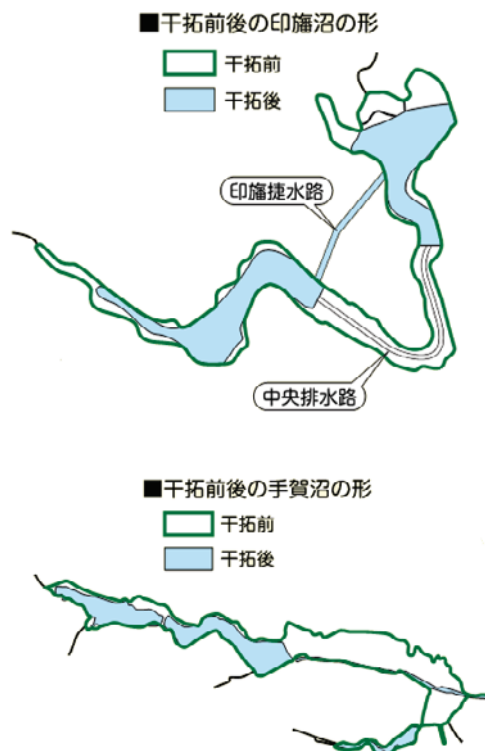 ■干拓前後の印旛沼の形
干拓前
干拓後
印旛捷水路
中央排水路
■干拓前後の手賀沼の形
干拓前
干拓後